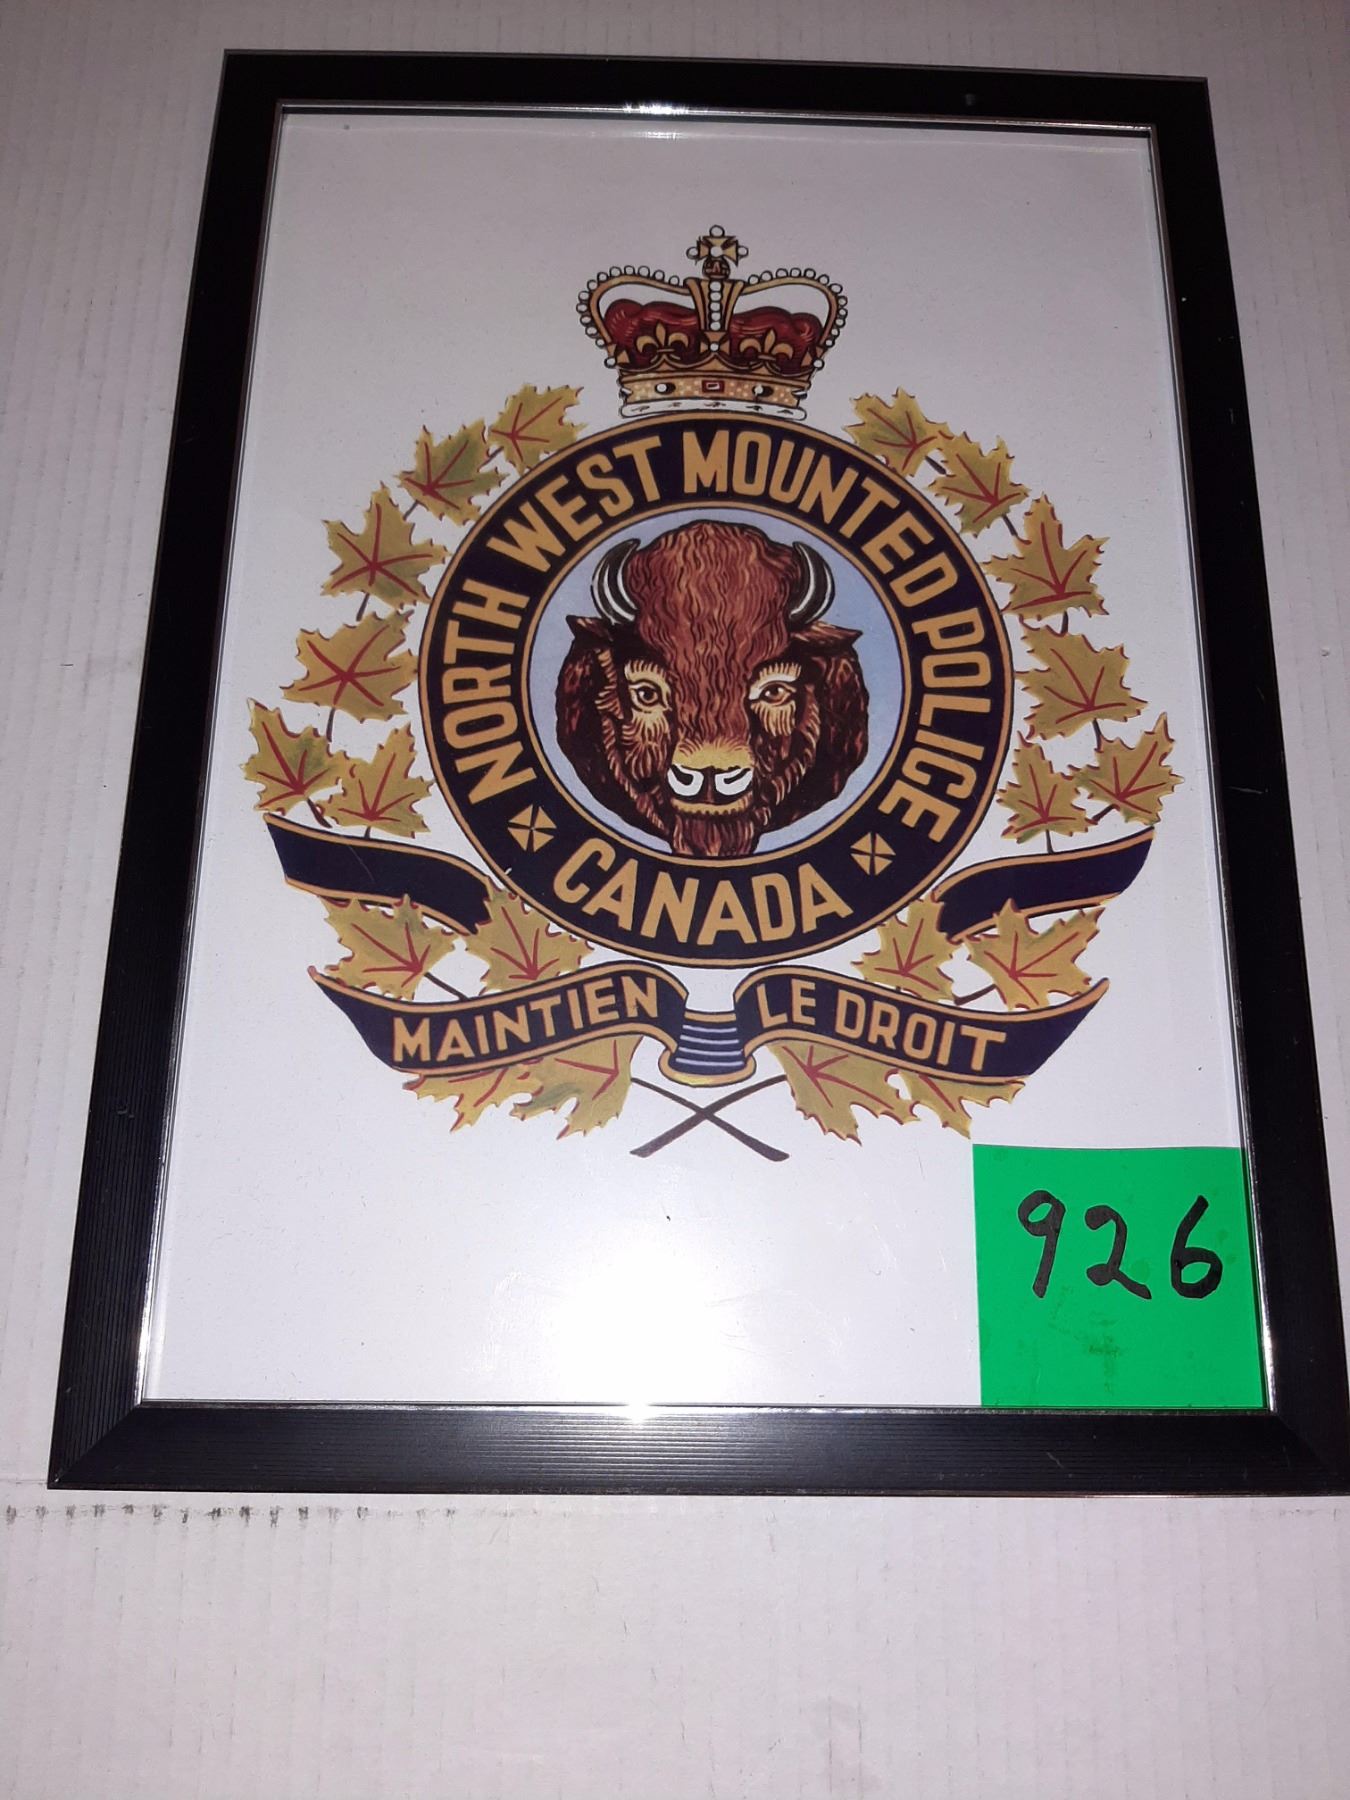 NORTH WEST MOUNTED POLICE
CANADA
MAINTIEN LE DROIT
926